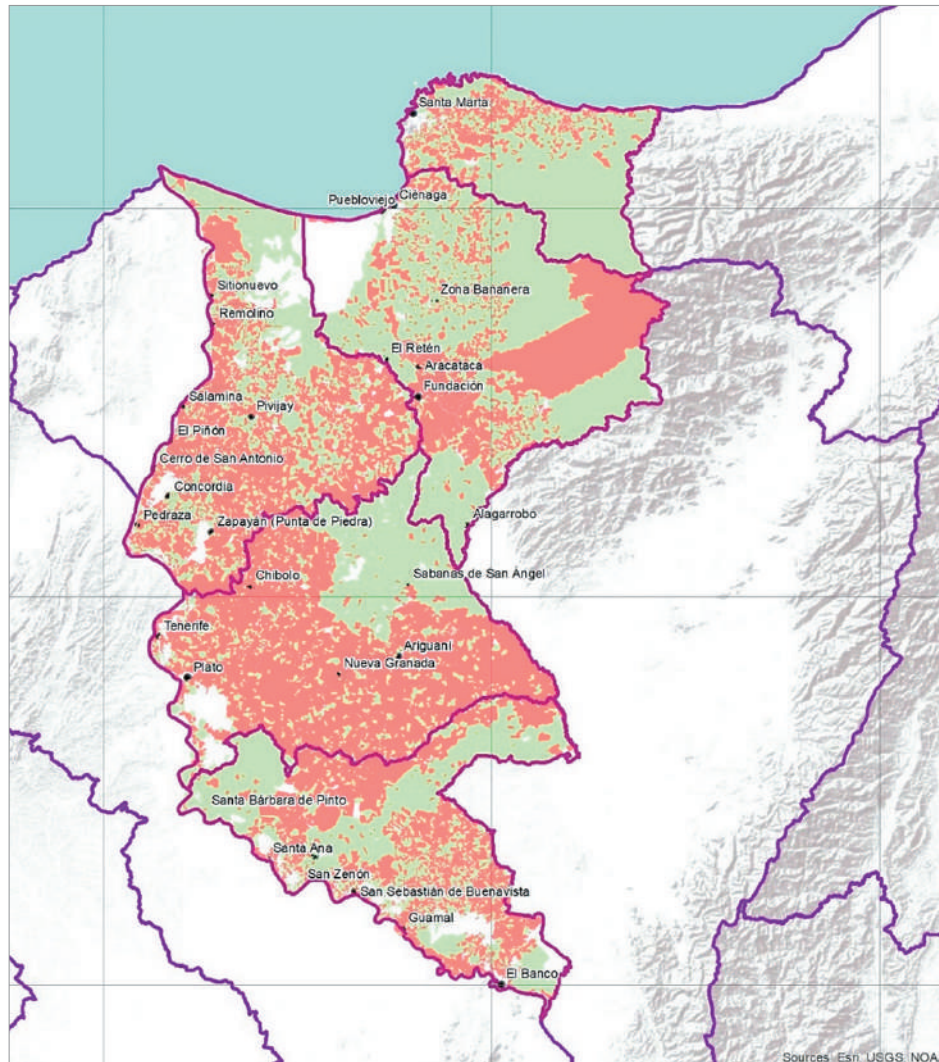 Santa Marta
Ciénaga
Puebloviejo
Zona Bananera
Sitionuevo
Remolino
El Retén
Aracataca
Fundación
Salamina
Pivijay
El Piñón
Cerro de San Antonio
Concordia
Pedraza
Zapayán (Punta de Piedra)
Alagarrobo
Chibolo
Sabanas de San Ángel
Tenerife
Ariguaní
Nueva Granada
Plato
Santa Bárbara de Pinto
Santa Ana
San Zenón
San Sebastián de Buenavista
Guamal
El Banco
Sources: Esri, USGS, NOA